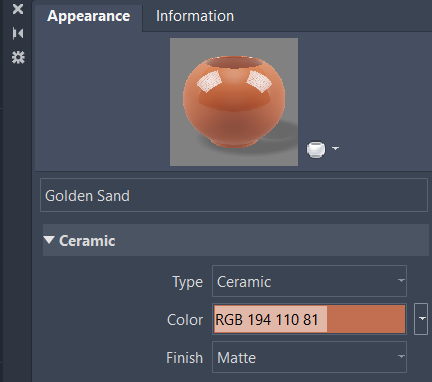 Appearance Information
Golden Sand
Ceramic
Type Ceramic
Color RGB 194 110 81
Finish Matte